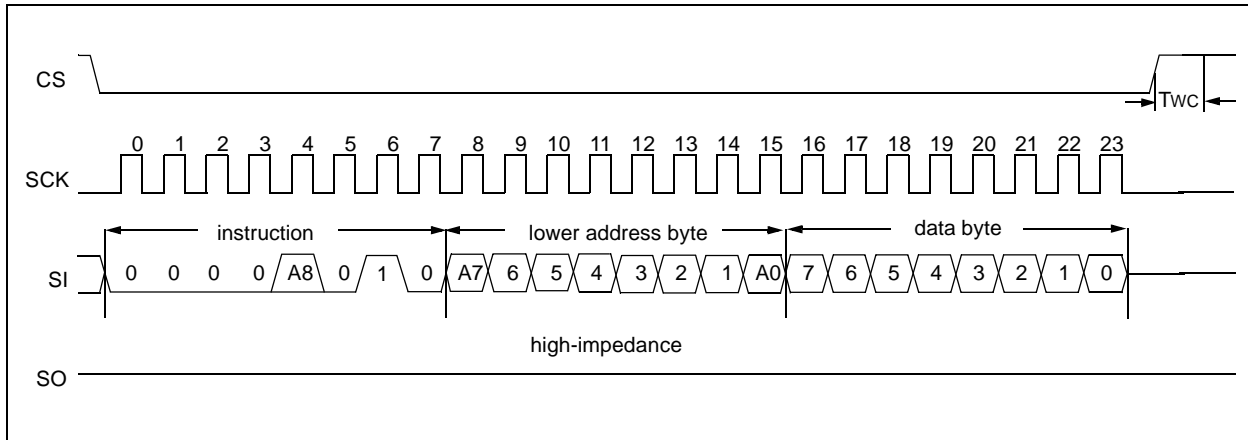 CS
TWC
0 1 2 3 4 5 6 7 8 9 10 11 12 13 14 15 16 17 18 19 20 21 22 23
SCK
instruction lower address byte data byte
SI 0 0 0 0 A8 0 1 0 A7 6 5 4 3 2 1 A0 7 6 5 4 3 2 1 0
high-impedance
SO